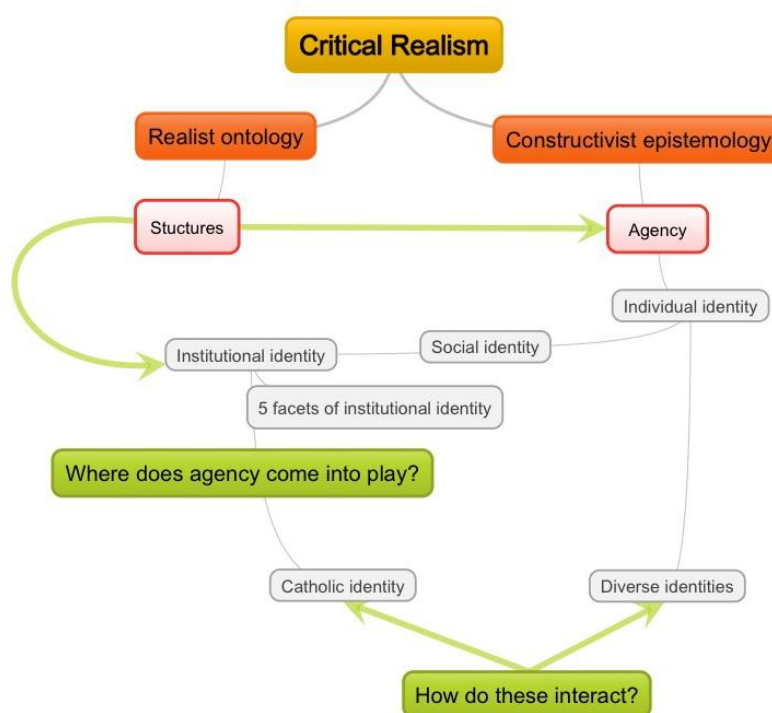 Critical Realism
Realist ontology
Constructivist epistemology
Stuctures
Agency
Individual identity
Social identity
Institutional identity
5 facets of institutional identity
Where does agency come into play?
Catholic identity
Diverse identities
How do these interact?